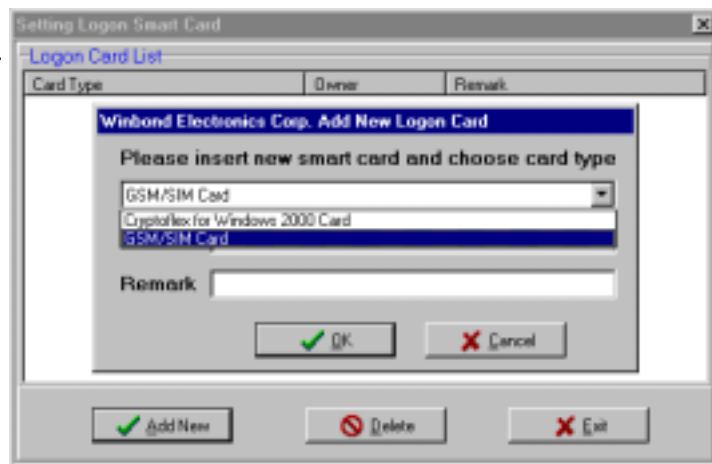 Setting Logon Smart Card
Logon Card List
Card Type Owner Remark
Winbond Electronics Corp. Add New Logon Card
Please insert new smart card and choose card type
GSM/SIM Card
Cryptoflex for Windows 2000 Card
GSM/SIM Card
Remark
OK Cancel
Add New Delete Exit